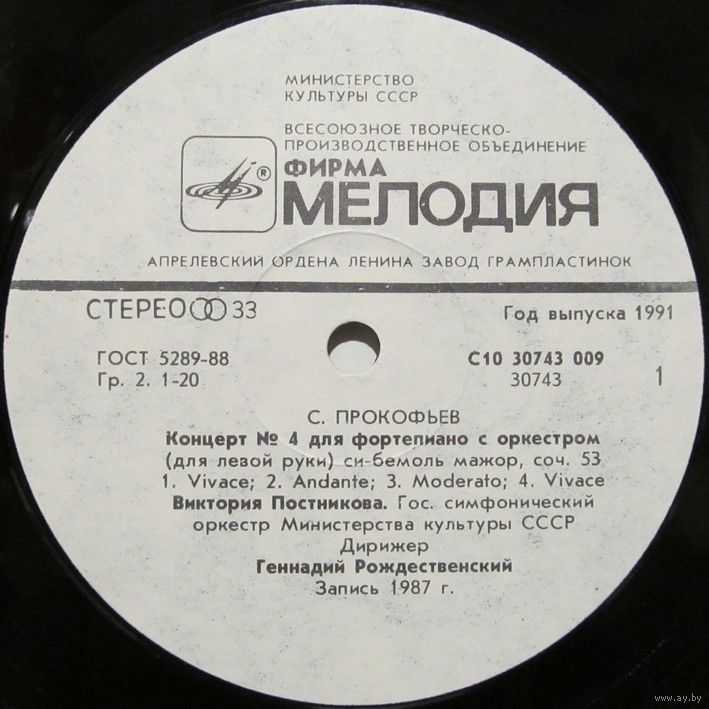 МИНИСТЕРСТВО
КУЛЬТУРЫ СССР
ВСЕСОЮЗНОЕ ТВОРЧЕСКО-
ПРОИЗВОДСТВЕННОЕ ОБЪЕДИНЕНИЕ
®
ФИРМА
МЕЛОДИЯ
АПРЕЛЕВСКИЙ ОРДЕНА ЛЕНИНА ЗАВОД ГРАМПЛАСТИНОК
СТЕРЕО 33
Год выпуска 1991
ГОСТ 5289-88
С10 30743 009
Гр. 2. 1-20
30743
1
С. ПРОКОФЬЕВ
Концерт № 4 для фортепиано с оркестром
(для левой руки) си-бемоль мажор, соч. 53
1. Vivace; 2. Andante; 3. Moderato; 4. Vivace
Виктория Постникова. Гос. симфонический
оркестр Министерства культуры СССР
Дирижер
Геннадий Рождественский
Запись 1987 г.
www.ay.by